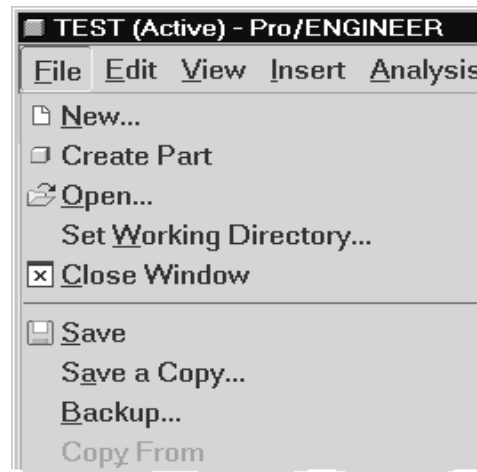 TEST (Active) - Pro/ENGINEER
File Edit View Insert Analysis
New...
Create Part
Open...
Set Working Directory...
Close Window
Save
Save a Copy...
Backup...
Copy From